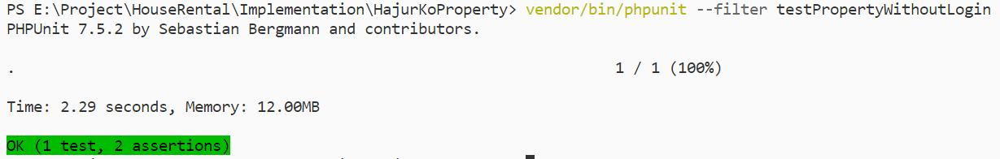 PS E:\Project\HouseRental\Implementation\HajurKoProperty> vendor/bin/phpunit --filter testPropertyWithoutLogin
PHPUnit 7.5.2 by Sebastian Bergmann and contributors.
. 1 / 1 (100%)
Time: 2.29 seconds, Memory: 12.00MB
OK (1 test, 2 assertions)